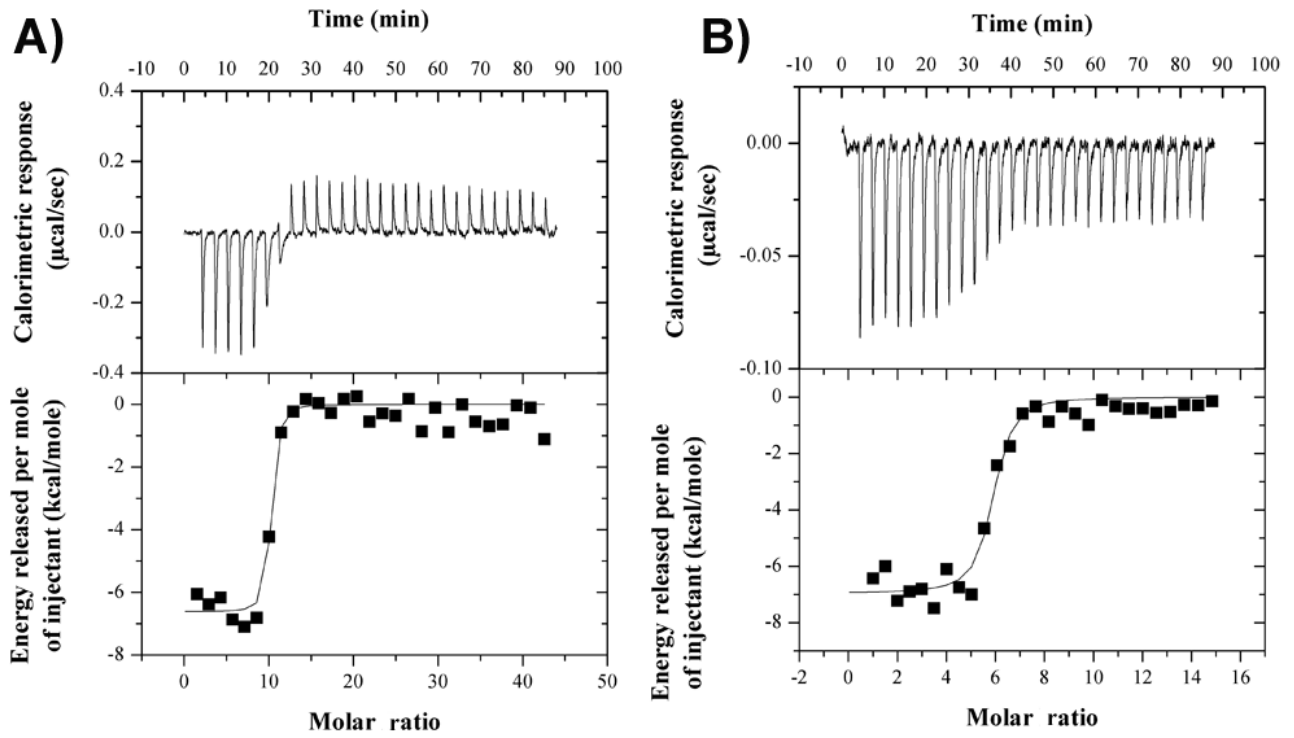 A)
Time (min)
-10 0 10 20 30 40 50 60 70 80 90 100
Calorimetric response
(µcal/sec)
0.4
0.2
0.0
-0.2
-0.4
Energy released per mole
of injectant (kcal/mole)
0
-2
-4
-6
-8
0 10 20 30 40 50
Molar ratio
B)
Time (min)
-10 0 10 20 30 40 50 60 70 80 90 100
Calorimetric response
(µcal/sec)
0.00
-0.05
-0.10
Energy released per mole
of injectant (kcal/mole)
0
-2
-4
-6
-8
-2 0 2 4 6 8 10 12 14 16
Molar ratio